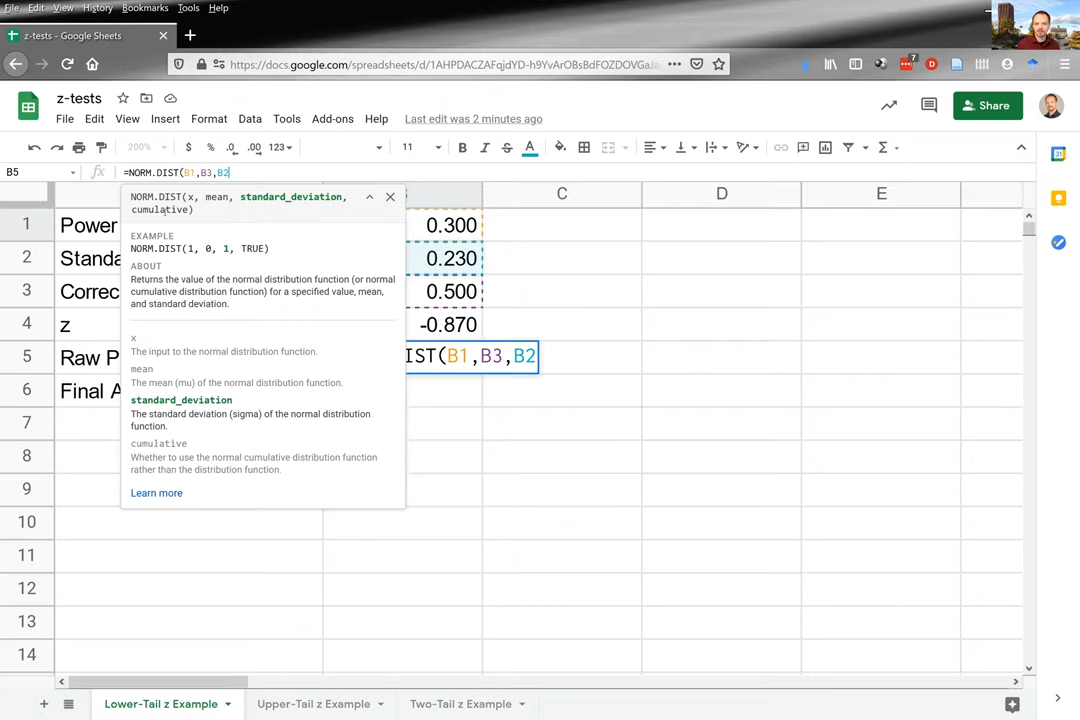 File Edit View History Bookmarks Tools Help
z-tests - Google Sheets
https://docs.google.com/spreadsheets/d/1AHPDACZAFqjdYD-h9YvArOBsBdFOZDOVGaJa
7
z-tests
File Edit View Insert Format Data Tools Add-ons Help Last edit was 2 minutes ago
Share
200% $ % .0 .00 123 11 B I S A
B5 fx =NORM.DIST(B1,B3,B2
NORM.DIST(x, mean, standard_deviation,
cumulative)
EXAMPLE
NORM.DIST(1, 0, 1, TRUE)
ABOUT
Returns the value of the normal distribution function (or normal
cumulative distribution function) for a specified value, mean,
and standard deviation.
x
The input to the normal distribution function.
mean
The mean (mu) of the normal distribution function.
standard_deviation
The standard deviation (sigma) of the normal distribution
function.
cumulative
Whether to use the normal cumulative distribution function
rather than the distribution function.
Learn more
C D E
1 Power 0.300
2 Standa 0.230
3 Correc 0.500
4 z -0.870
5 Raw P IST(B1,B3,B2
6 Final A
7
8
9
10
11
12
13
14
Lower-Tail z Example Upper-Tail z Example Two-Tail z Example